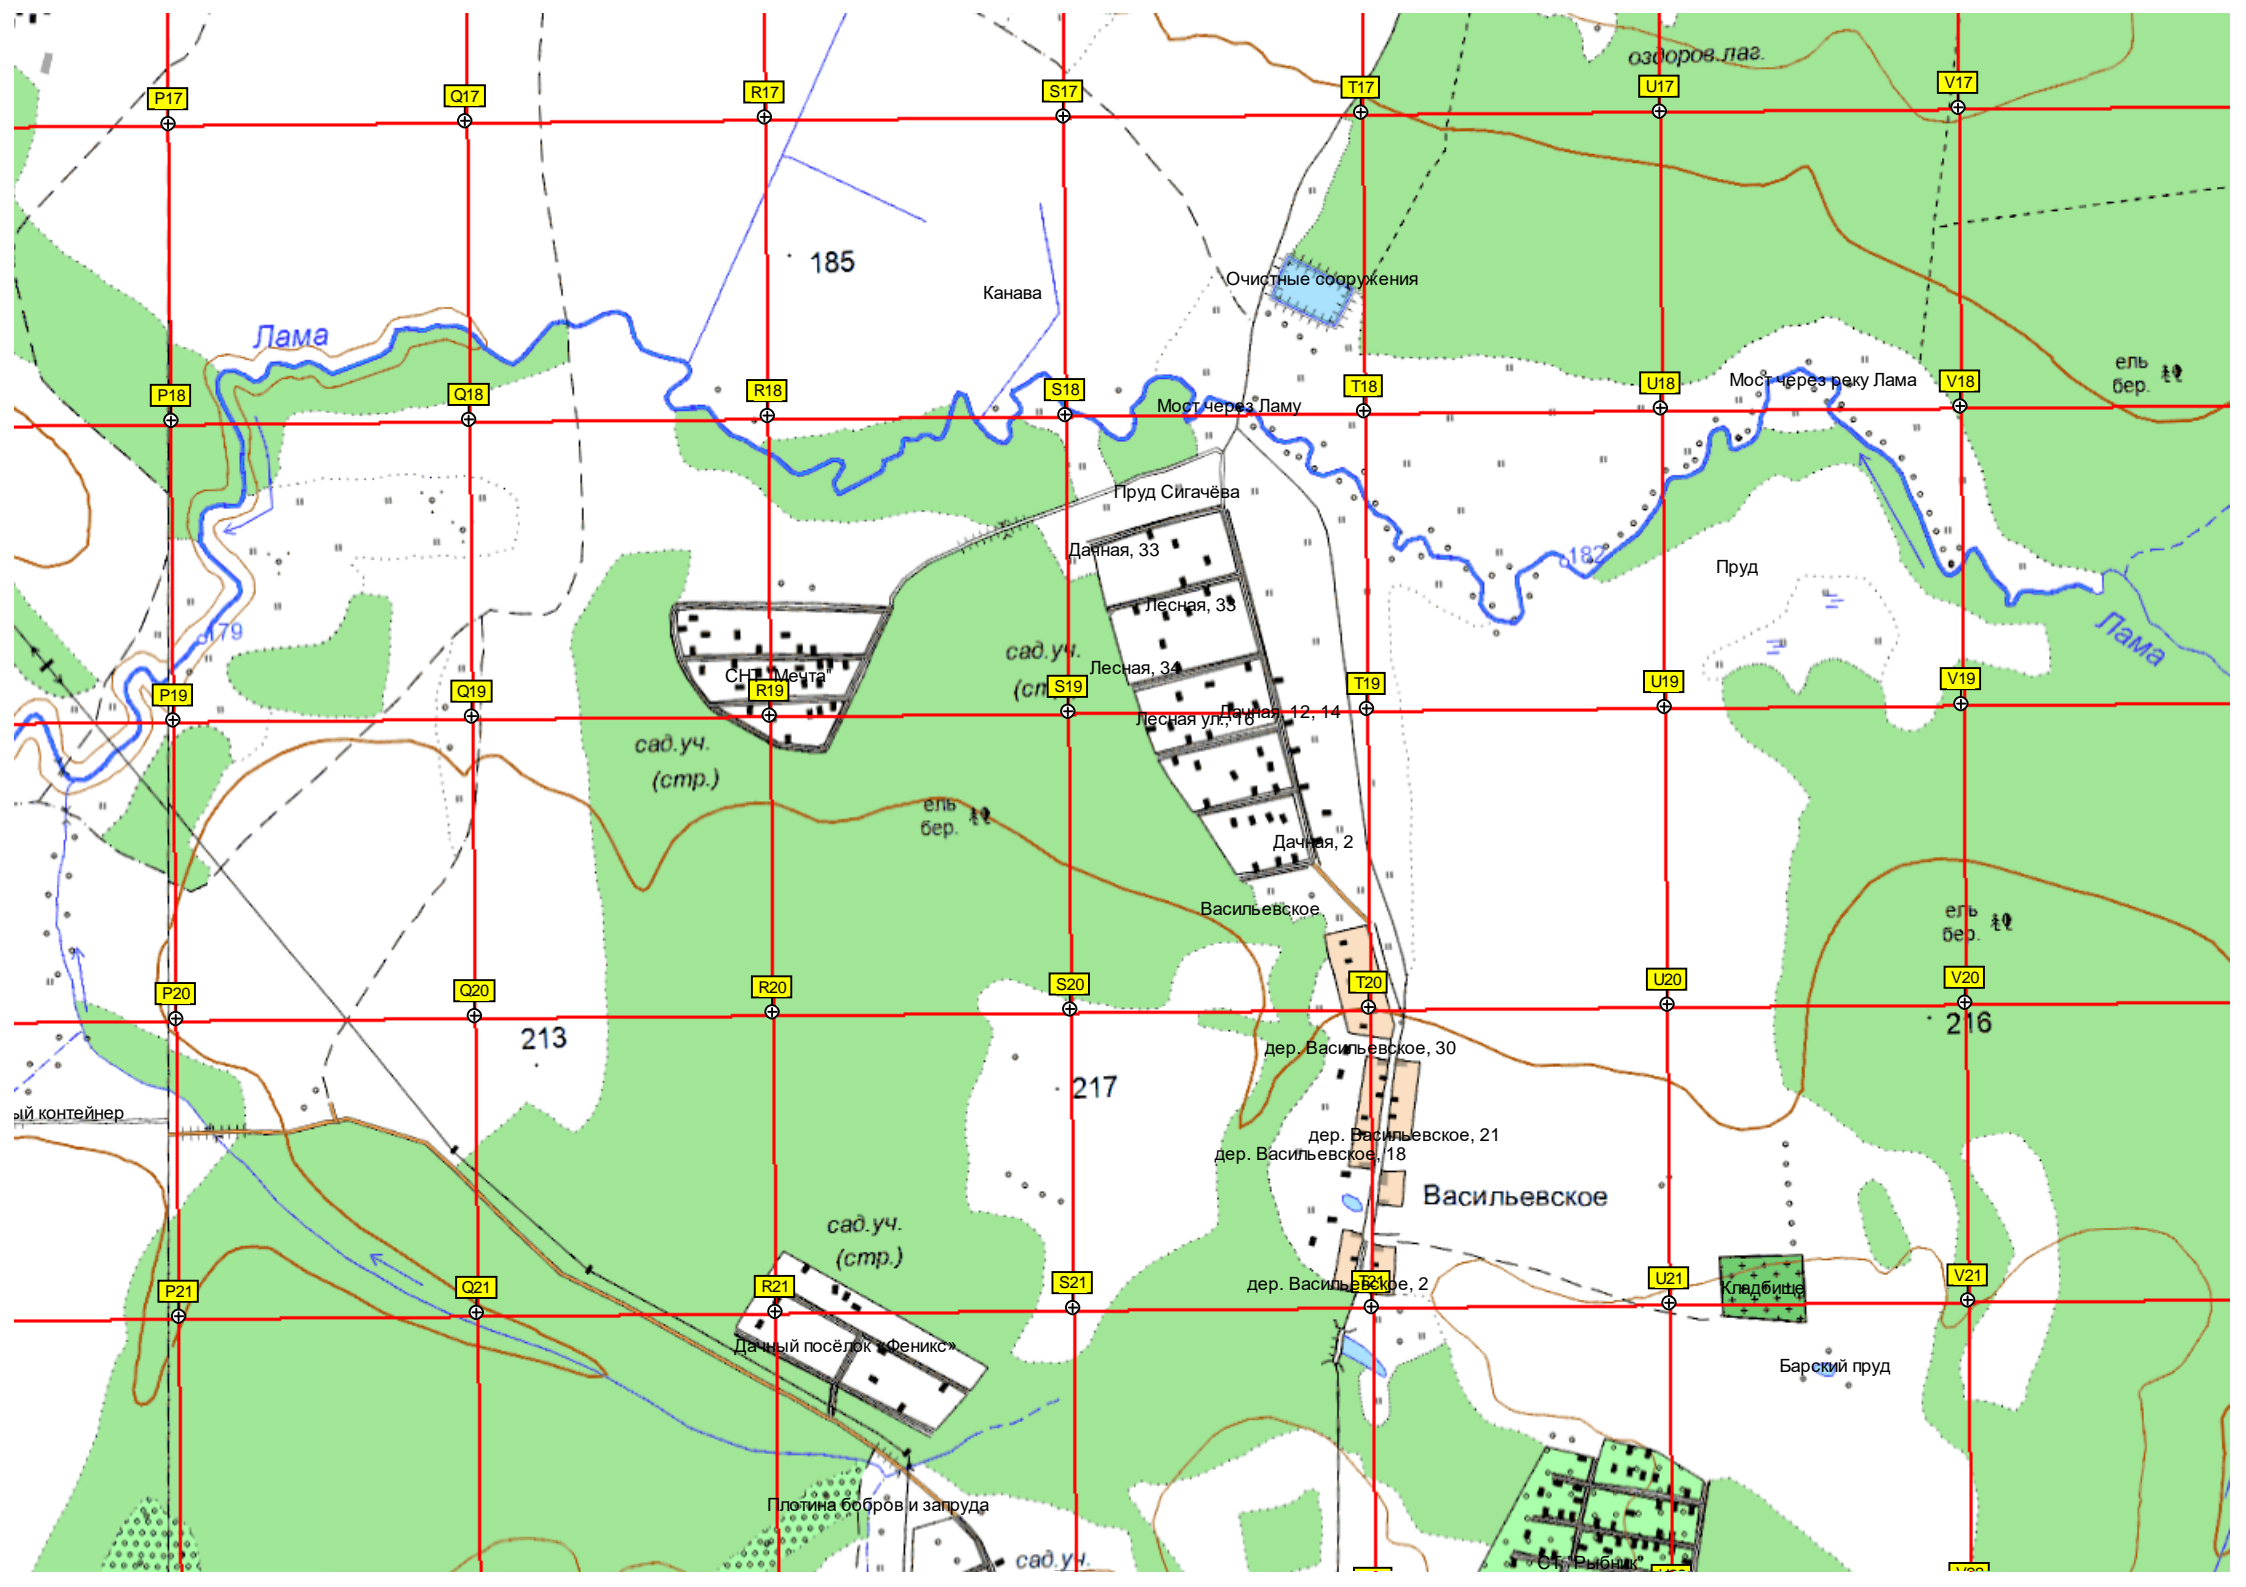 оздоров.лаг.
P17
Q17
R17
S17
T17
U17
V17
185
Канава
Очистные сооружения
Лама
ель
бер.
P18
Q18
R18
S18
T18
U18
V18
Мост через Ламу
Мост через реку Лама
Пруд Сигачёва
Дачная, 33
182
Пруд
Лесная, 33
179
Лама
сад.уч.
Лесная, 34
СНТ "Мечта"
P19
Q19
R19
S19
T19
U19
V19
Лесная ул., 16
Дачная, 12, 14
сад.уч.
(стр.)
ель
бер.
Дачная, 2
Васильевское
ель
бер.
P20
Q20
R20
S20
T20
U20
V20
213
216
дер. Васильевское, 30
217
ый контейнер
дер. Васильевское, 21
дер. Васильевское, 18
Васильевское
сад.уч.
(стр.)
P21
Q21
R21
S21
T21
U21
V21
дер. Васильевское, 2
Кладбище
Дачный посёлок «Феникс»
Барский пруд
Плотина бобров и запруда
сад.уч.
СТ "Рыбник"